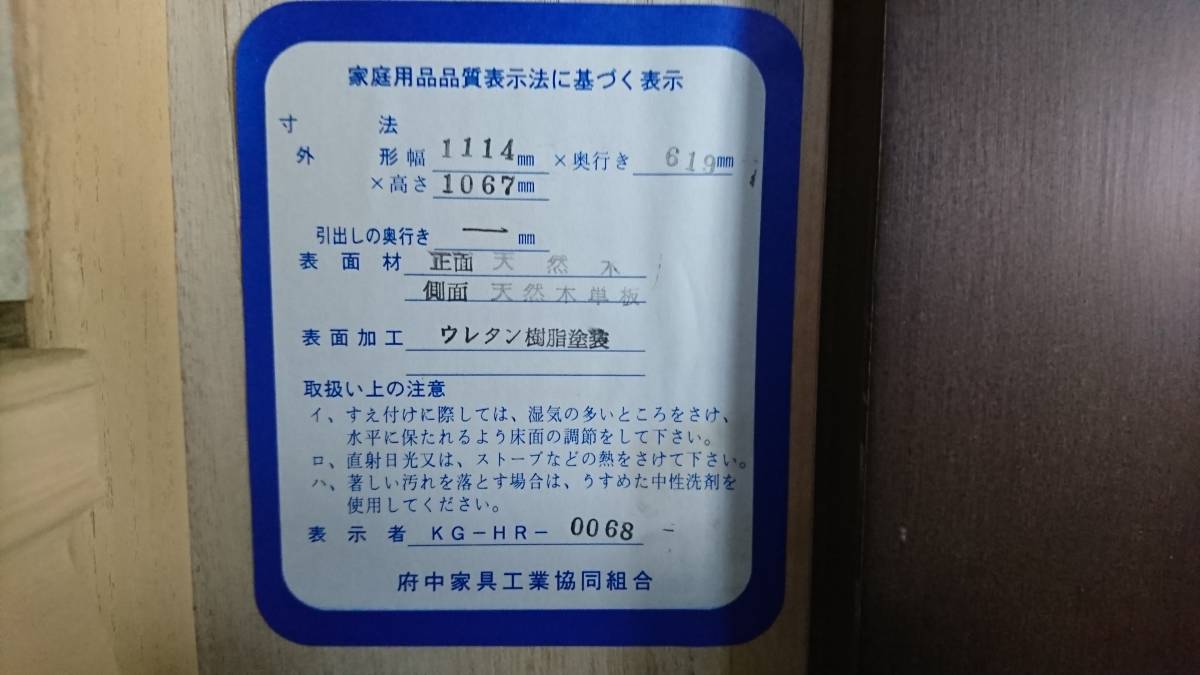 家庭用品品質表示法に基づく表示
寸法
外形幅 1114mm ×奥行き 619mm
×高さ 1067mm
引出しの奥行き 一 mm
表面材 正面 天然木
側面 天然木単板
表面加工 ウレタン樹脂塗装
取扱い上の注意
イ、すえ付けに際しては、湿気の多いところをさけ、
水平に保たれるよう床面の調節をして下さい。
ロ、直射日光又は、ストーブなどの熱をさけて下さい。
ハ、著しい汚れを落とす場合は、うすめた中性洗剤を
使用してください。
表示者 KG-HR-0068
府中家具工業協同組合